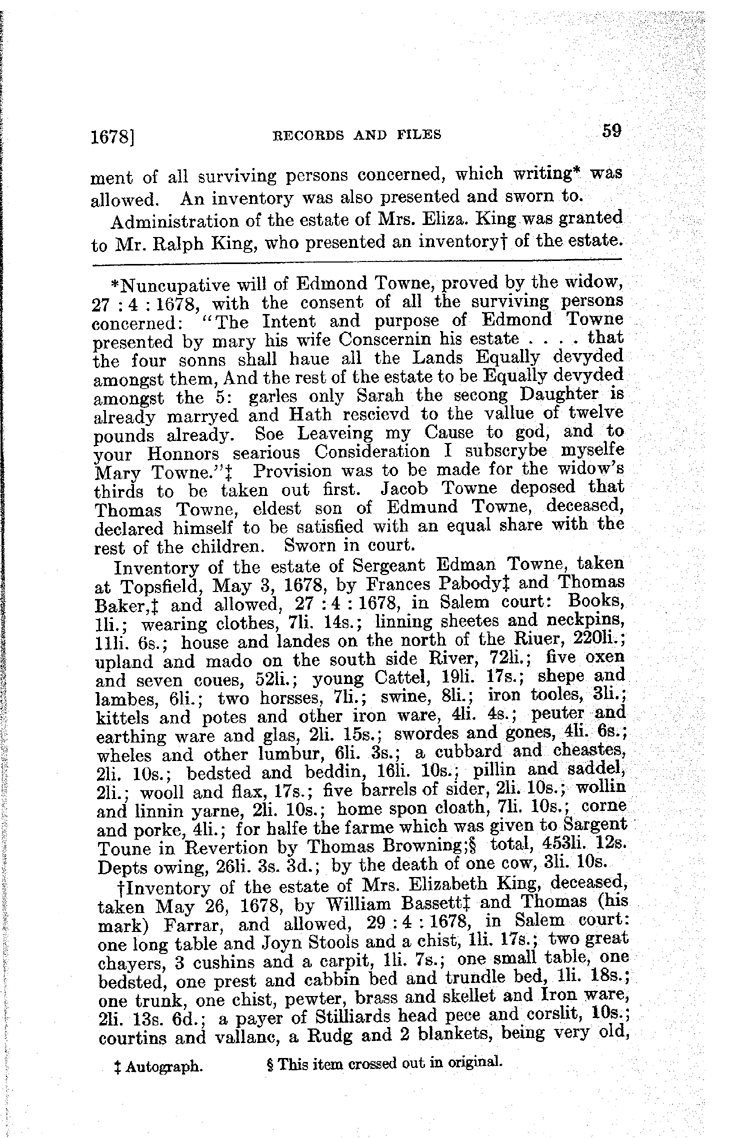 1678] RECORDS AND FILES 59
ment of all surviving persons concerned, which writing* was
allowed. An inventory was also presented and sworn to.
Administration of the estate of Mrs. Eliza. King was granted
to Mr. Ralph King, who presented an inventory† of the estate.
*Nuncupative will of Edmond Towne, proved by the widow,
27 : 4 : 1678, with the consent of all the surviving persons
concerned: "The Intent and purpose of Edmond Towne
presented by mary his wife Conscernin his estate . . . . that
the four sonns shall haue all the Lands Equally devyded
amongst them, And the rest of the estate to be Equally devyded
amongst the 5: garles only Sarah the secong Daughter is
already marryed and Hath rescievd to the vallue of twelve
pounds already. Soe Leaveing my Cause to god, and to
your Honnors searious Consideration I subscrybe myselfe
Mary Towne."‡ Provision was to be made for the widow's
thirds to be taken out first. Jacob Towne deposed that
Thomas Towne, eldest son of Edmund Towne, deceased,
declared himself to be satisfied with an equal share with the
rest of the children. Sworn in court.
Inventory of the estate of Sergeant Edman Towne, taken
at Topsfield, May 3, 1678, by Frances Pabody‡ and Thomas
Baker,‡ and allowed, 27 : 4 : 1678, in Salem court: Books,
1li.; wearing clothes, 7li. 14s.; linning sheetes and neckpins,
11li. 6s.; house and landes on the north of the Riuer, 220li.;
upland and mado on the south side River, 72li.; five oxen
and seven coues, 52li.; young Cattel, 19li. 17s.; shepe and
lambes, 6li.; two horsses, 7li.; swine, 8li.; iron tooles, 3li.;
kittels and potes and other iron ware, 4li. 4s.; peuter and
earthing ware and glas, 2li. 15s.; swordes and gones, 4li. 6s.;
wheles and other lumbur, 6li. 3s.; a cubbard and cheastes,
2li. 10s.; bedsted and beddin, 16li. 10s.; pillin and saddel,
2li.; wooll and flax, 17s.; five barrels of sider, 2li. 10s.; wollin
and linnin yarne, 2li. 10s.; home spon cloath, 7li. 10s.; corne
and porke, 4li.; for halfe the farme which was given to Sargent
Toune in Revertion by Thomas Browning;§ total, 453li. 12s.
Depts owing, 26li. 3s. 3d.; by the death of one cow, 3li. 10s.
†Inventory of the estate of Mrs. Elizabeth King, deceased,
taken May 26, 1678, by William Bassett‡ and Thomas (his
mark) Farrar, and allowed, 29 : 4 : 1678, in Salem court:
one long table and Joyn Stools and a chist, 1li. 17s.; two great
chayers, 3 cushins and a carpit, 1li. 7s.; one small table, one
bedsted, one prest and cabbin bed and trundle bed, 1li. 18s.;
one trunk, one chist, pewter, brass and skellet and Iron ware,
2li. 13s. 6d.; a payer of Stilliards head pece and corslit, 10s.;
courtins and vallanc, a Rudg and 2 blankets, being very old,
‡ Autograph. § This item crossed out in original.